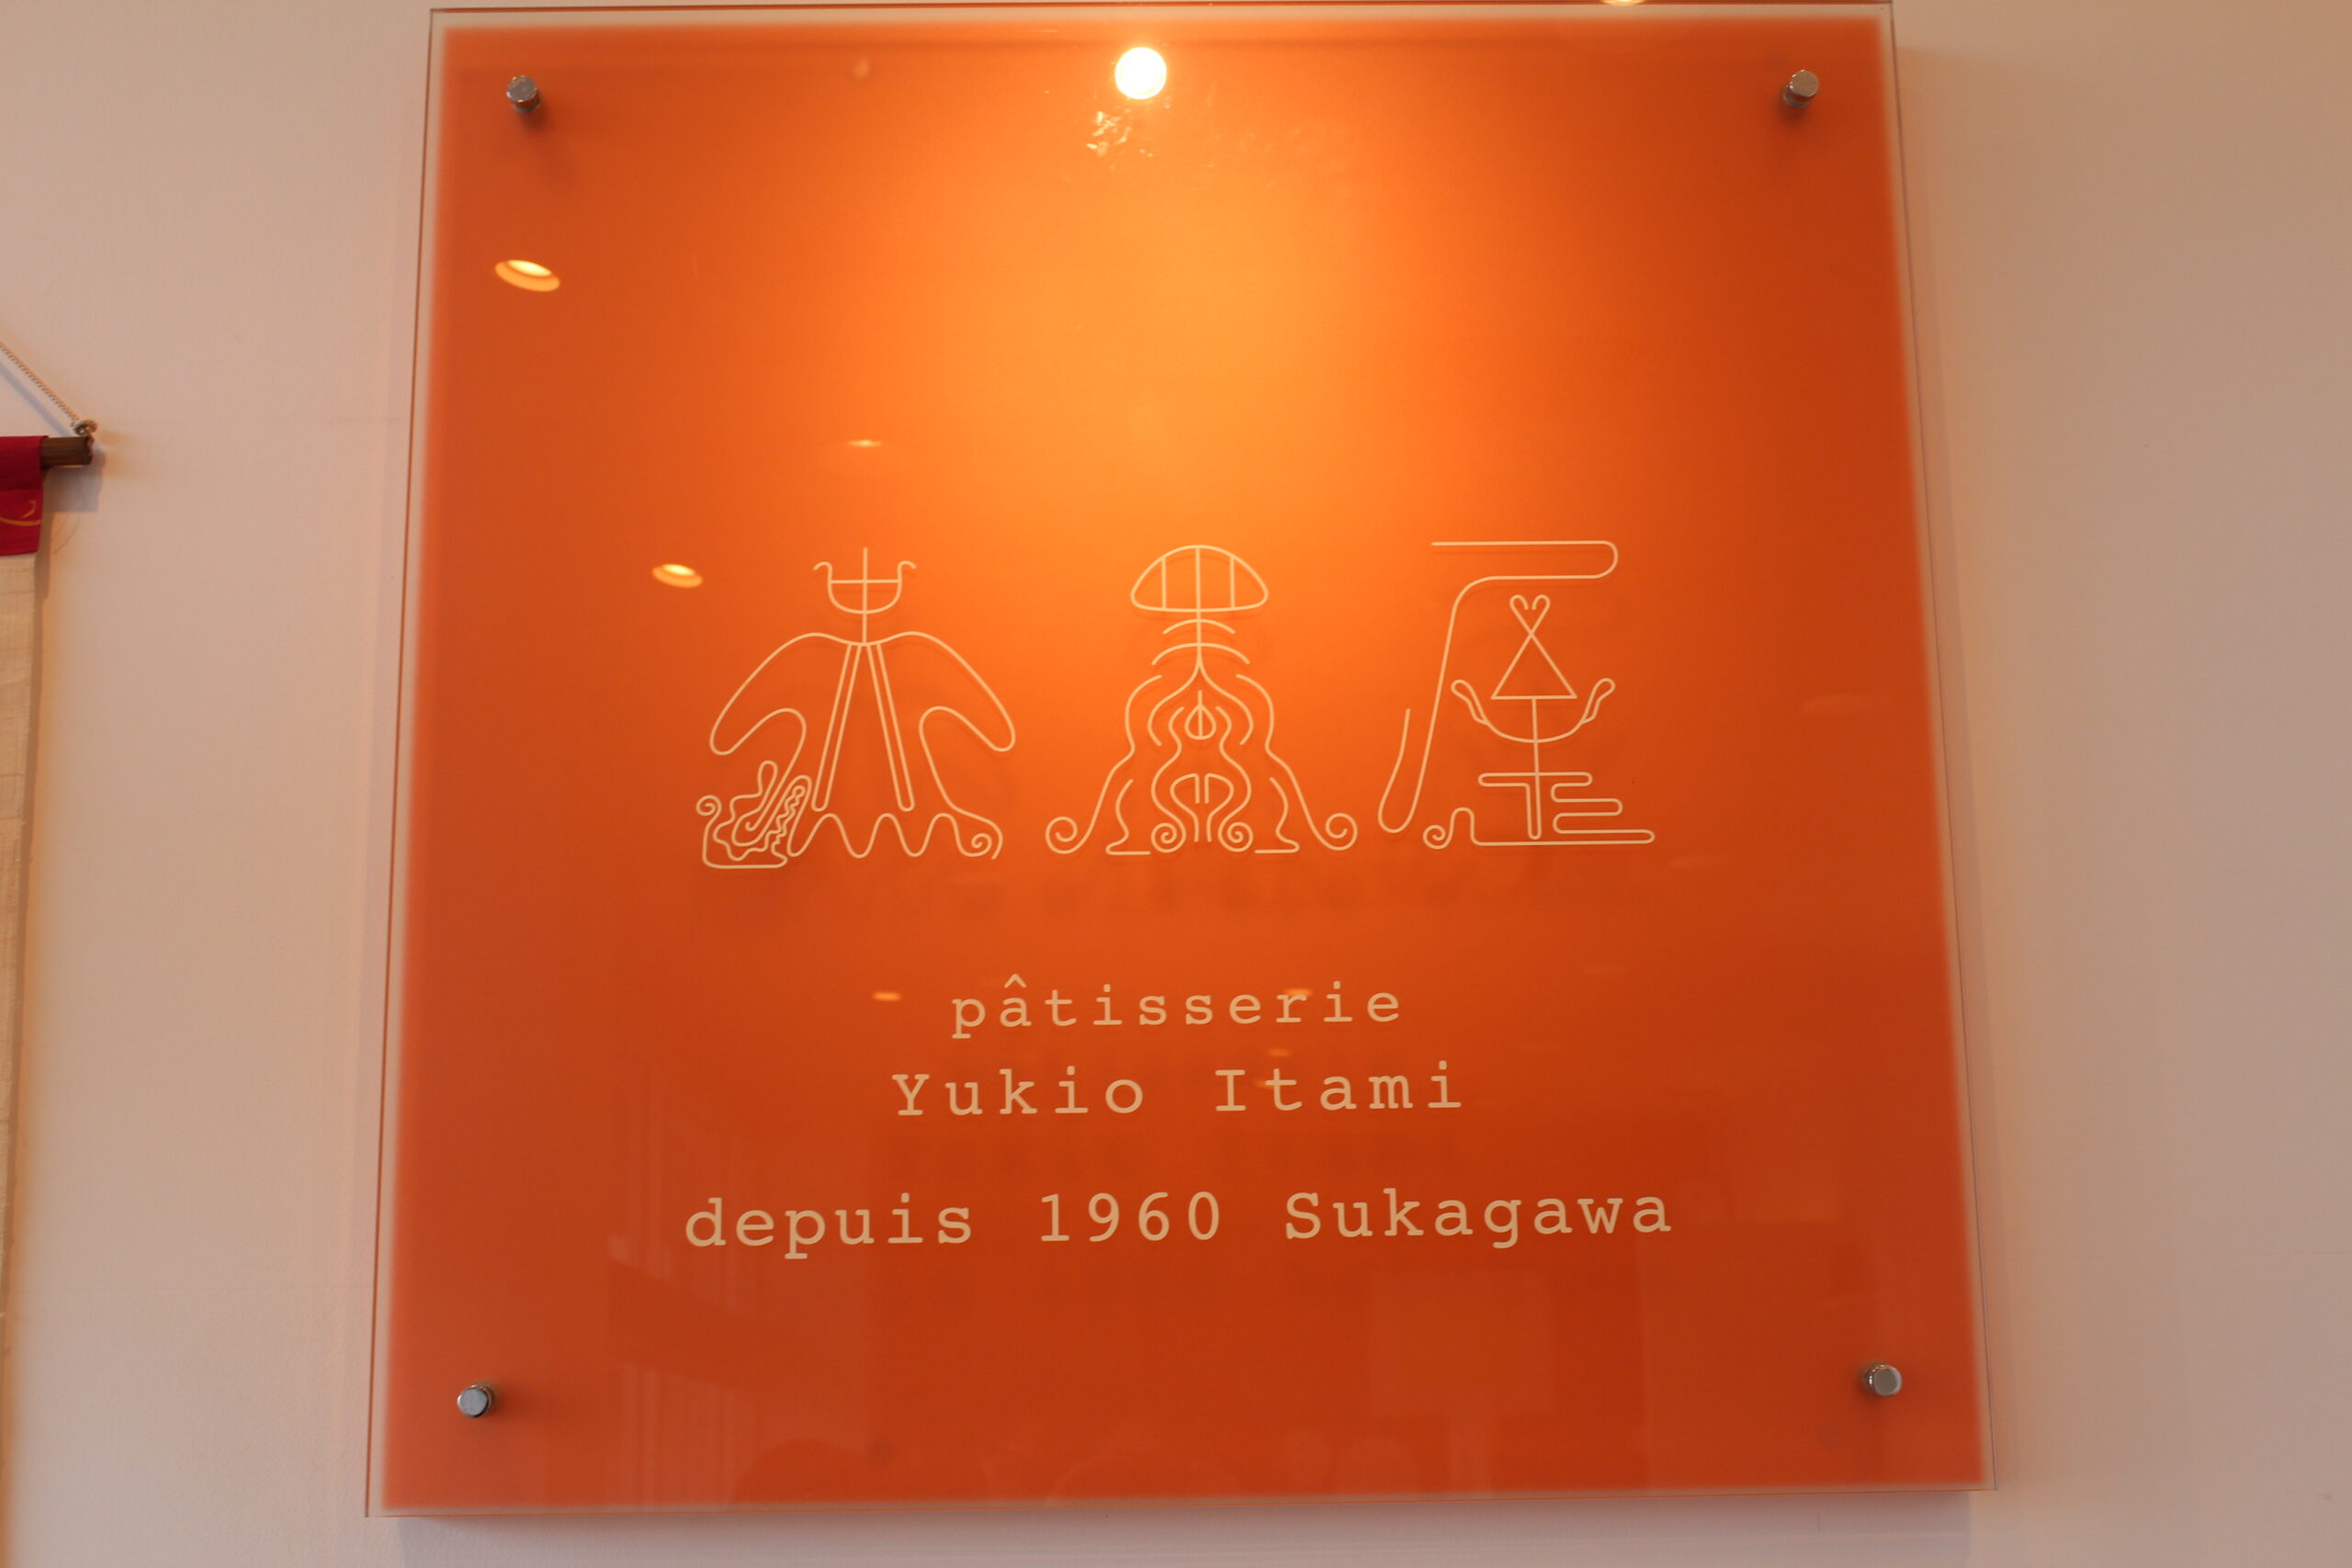 pâtisserie
Yukio Itami
depuis 1960 Sukagawa